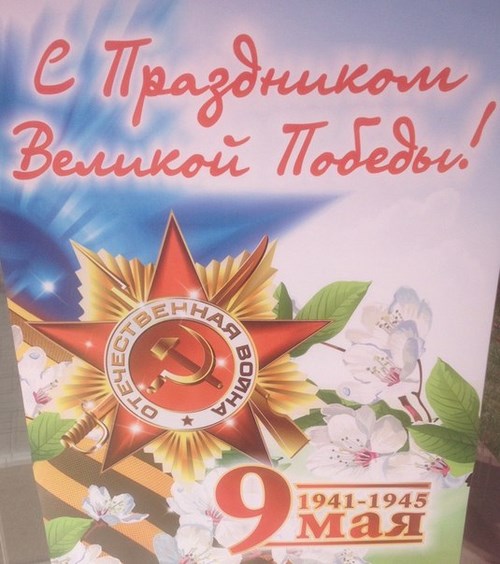 С Праздником
Великой Победы!
ОТЕЧЕСТВЕННАЯ ВОЙНА
9
1941-1945
мая